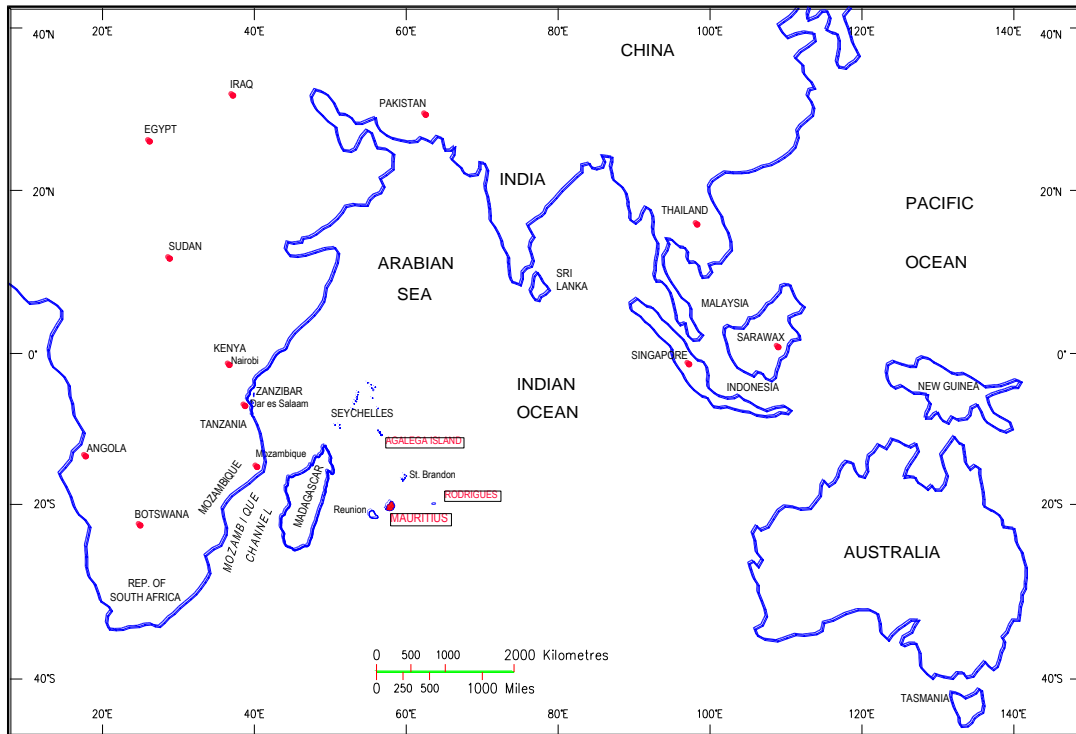 20°E 40°E 60°E 80°E 100°E 120°E 140°E
40°N
40°N
CHINA
IRAQ
PAKISTAN
EGYPT
INDIA
20°N
20°N
THAILAND
PACIFIC
OCEAN
SUDAN
ARABIAN
SEA
SRI
LANKA
MALAYSIA
SARAWAX
KENYA
Nairobi
0°
0°
SINGAPORE
INDONESIA
NEW GUINEA
INDIAN
OCEAN
ZANZIBAR
Dar es Salaam
SEYCHELLES
TANZANIA
AGALEGA ISLAND
ANGOLA
Mozambique
MOZAMBIQUE
MADAGASCAR
St. Brandon
RODRIGUES
20°S
20°S
BOTSWANA
MOZAMBIQUE
CHANNEL
Reunion
MAURITIUS
AUSTRALIA
REP. OF
SOUTH AFRICA
0 500 1000 2000 Kilometres
0 250 500 1000 Miles
40°S
40°S
TASMANIA
20°E 40°E 60°E 80°E 100°E 120°E 140°E